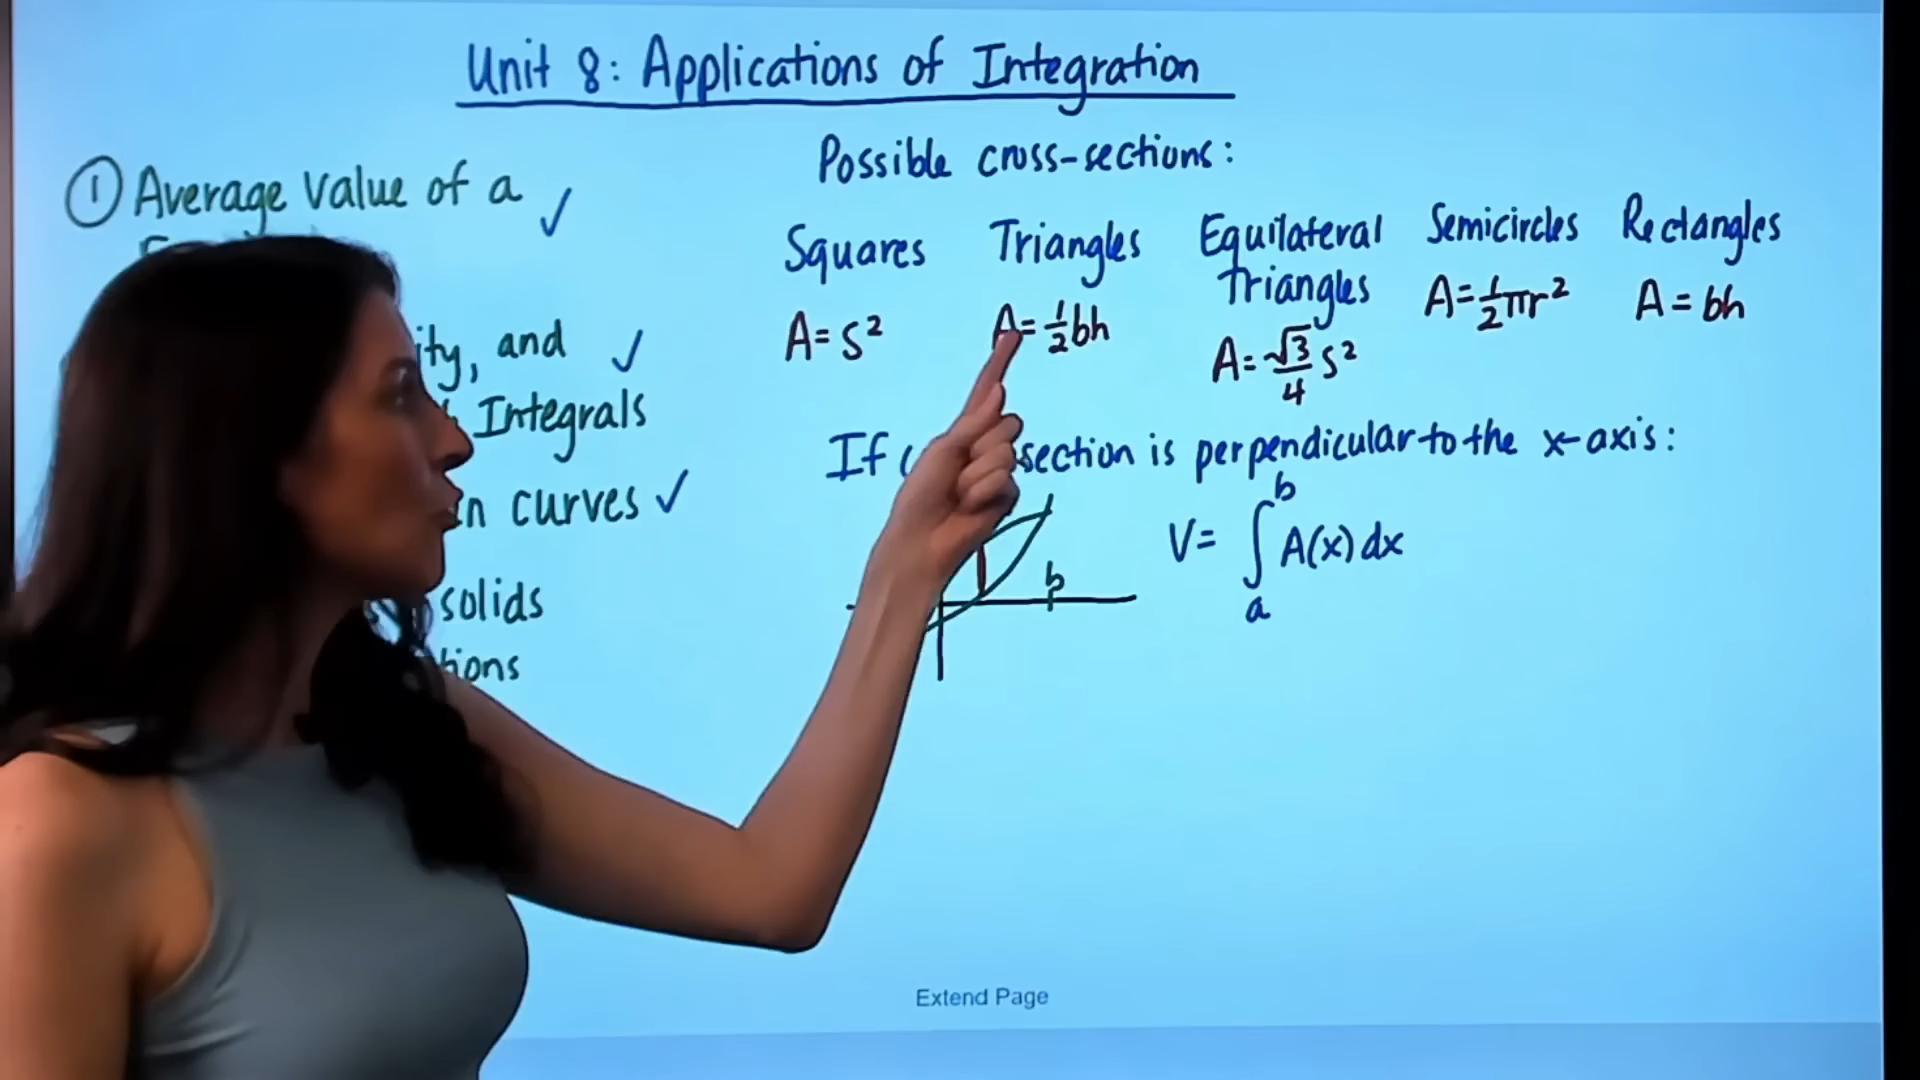 Unit 8: Applications of Integration
① Average Value of a ✓
and ✓
Integrals
curves ✓
solids
Possible cross-sections:
Squares
A = s²
Triangles
A = ½bh
Equilateral
Triangles
A = √3/4 s²
Semicircles
A = ½πr²
Rectangles
A = bh
If section is perpendicular to the x-axis:
b
V = ∫ₐᵇ A(x) dx
Extend Page